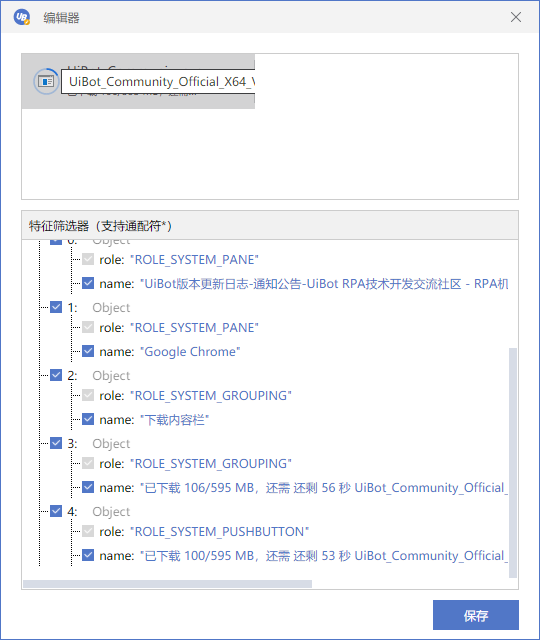 编辑器
UiBot_Community_Official_X64_V
特征筛选器（支持通配符*）
Object
role: "ROLE_SYSTEM_PANE"
name: "UiBot版本更新日志-通知公告-UiBot RPA技术开发交流社区 - RPA机
1: Object
role: "ROLE_SYSTEM_PANE"
name: "Google Chrome"
2: Object
role: "ROLE_SYSTEM_GROUPING"
name: "下载内容栏"
3: Object
role: "ROLE_SYSTEM_GROUPING"
name: "已下载 106/595 MB，还需 还剩 56 秒 UiBot_Community_Official_
4: Object
role: "ROLE_SYSTEM_PUSHBUTTON"
name: "已下载 100/595 MB，还需 还剩 53 秒 UiBot_Community_Official_
保存